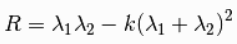 R = λ₁λ₂ − k(λ₁ + λ₂)²